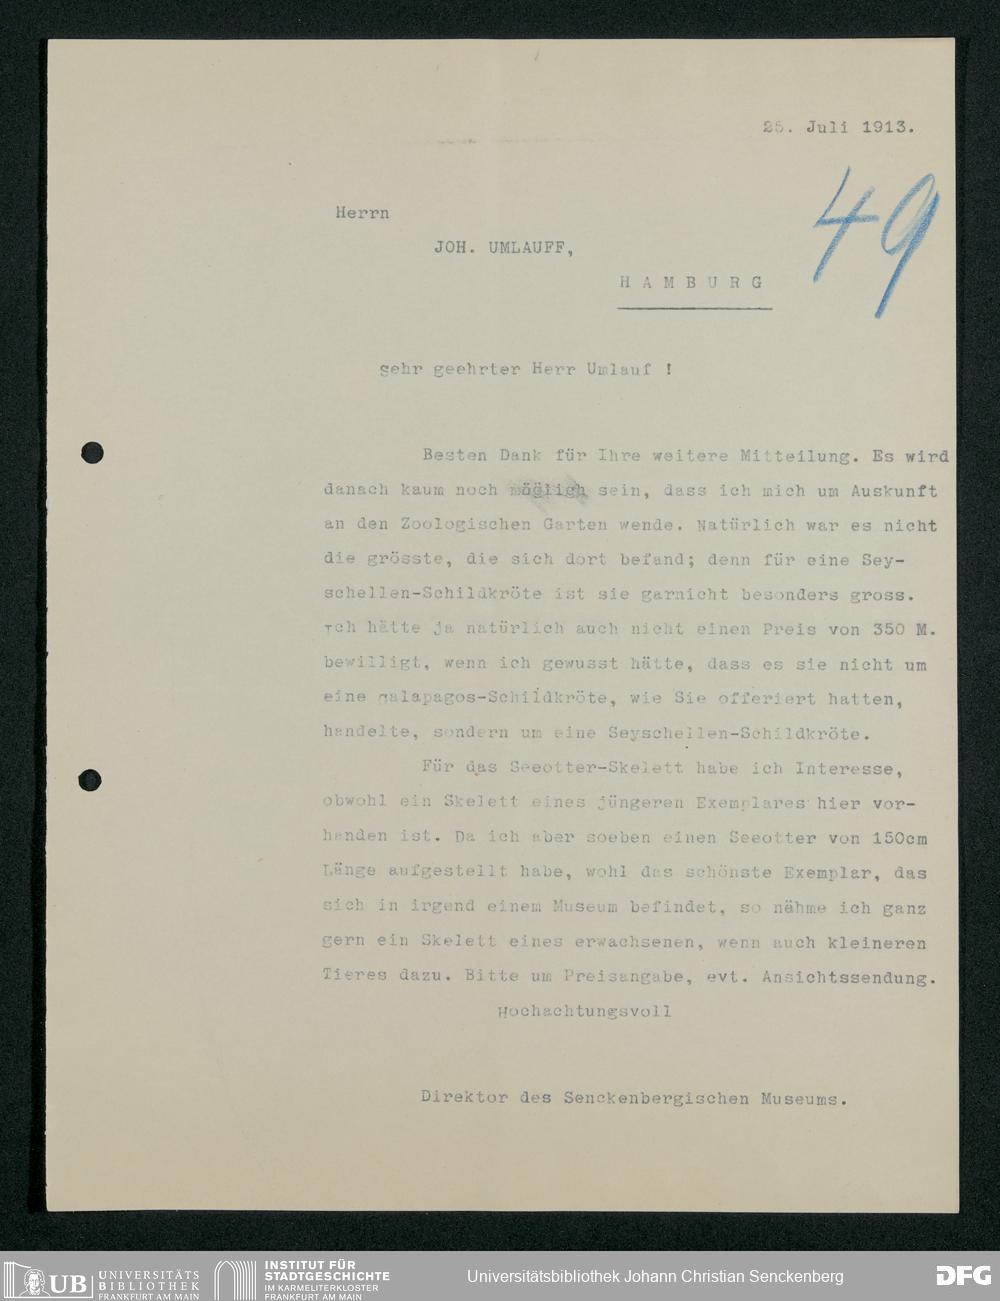 25. Juli 1913.
49
Herrn
JOH. UMLAUFF,
H A M B U R G
sehr geehrter Herr Umlauf !
Besten Dank für Ihre weitere Mitteilung. Es wird
danach kaum noch möglich sein, dass ich mich um Auskunft
an den Zoologischen Garten wende. Natürlich war es nicht
die grösste, die sich dort befand; denn für eine Sey-
schellen-Schildkröte ist sie garnicht besonders gross.
Ich hätte ja natürlich auch nicht einen Preis von 350 M.
bewilligt, wenn ich gewusst hätte, dass es sie nicht um
eine galapagos-Schildkröte, wie Sie offeriert hatten,
handelte, sondern um eine Seyschellen-Schildkröte.
Für das Seeotter-Skelett habe ich Interesse,
obwohl ein Skelett eines jüngeren Exemplares hier vor-
handen ist. Da ich aber soeben einen Seeotter von 150cm
Länge aufgestellt habe, wohl das schönste Exemplar, das
sich in irgend einem Museum befindet, so nähme ich ganz
gern ein Skelett eines erwachsenen, wenn auch kleineren
Tieres dazu. Bitte um Preisangabe, evt. Ansichtssendung.
Hochachtungsvoll
Direktor des Senckenbergischen Museums.
UB UNIVERSITÄTS
BIBLIOTHEK
FRANKFURT AM MAIN
INSTITUT FÜR
STADTGESCHICHTE
IM KARMELITERKLOSTER
FRANKFURT AM MAIN
Universitätsbibliothek Johann Christian Senckenberg
DFG